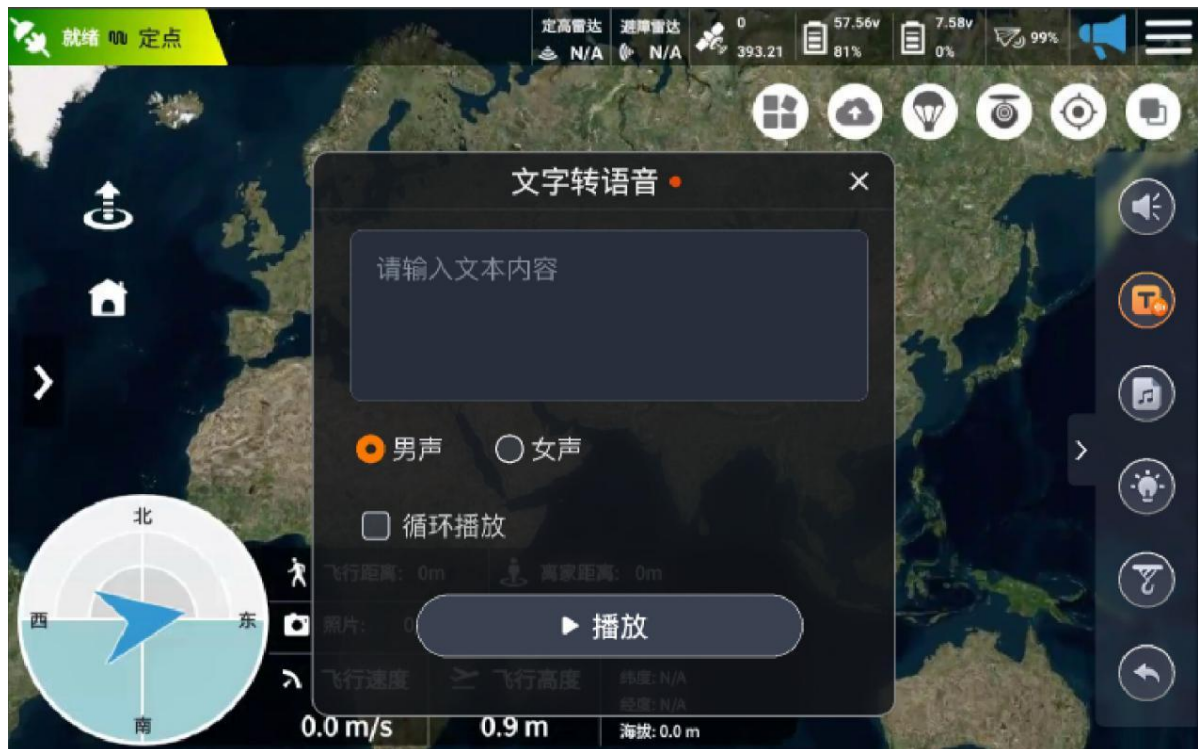 就绪 定点
定高雷达 N/A
避障雷达 N/A
0
393.21
57.56v
81%
7.58v
0%
99%
文字转语音
请输入文本内容
男声 女声
循环播放
飞行距离: 0m 离家距离: 0m
照片: 0
播放
飞行速度 飞行高度 纬度: N/A
经度: N/A
0.0 m/s 0.9 m 海拔: 0.0 m
北
西 东
南
T